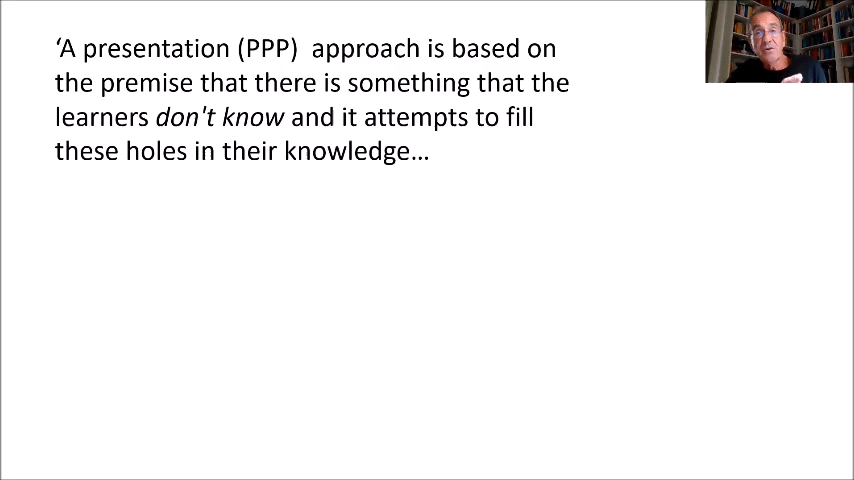 ‘A presentation (PPP)  approach is based on
the premise that there is something that the
learners don't know and it attempts to fill
these holes in their knowledge…